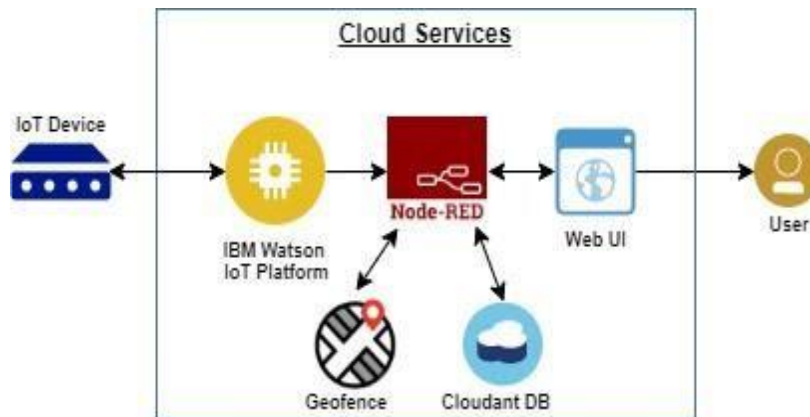 Cloud Services
IoT Device
Node-RED
IBM Watson
IoT Platform
Web UI
User
Geofence
Cloudant DB